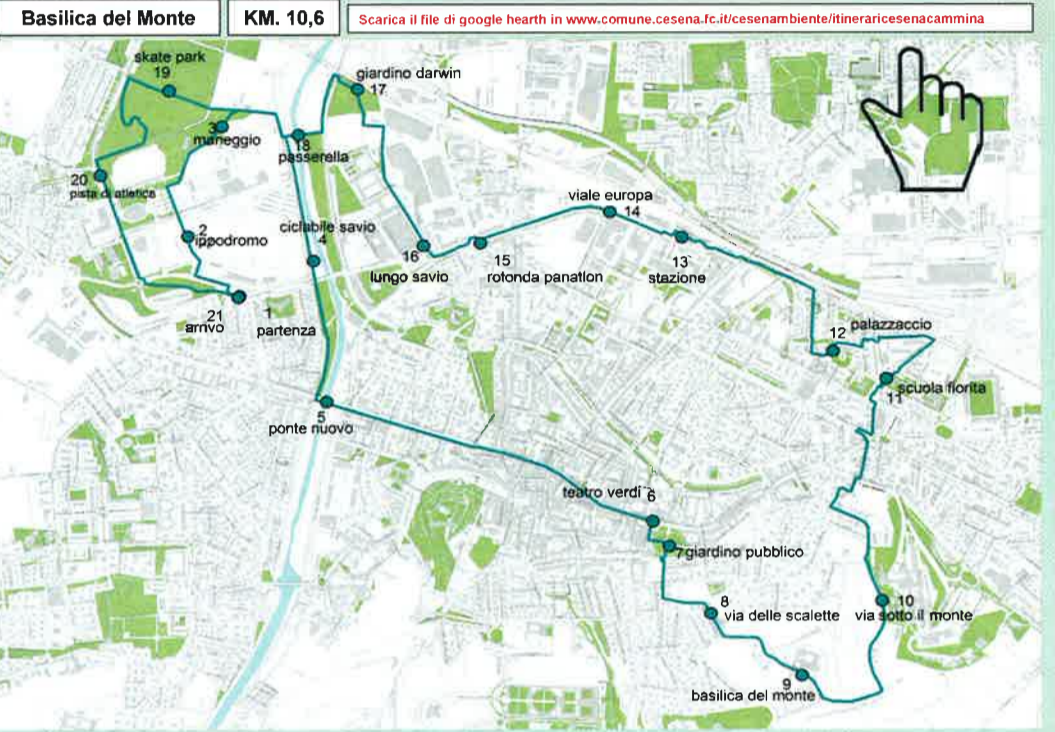 Basilica del Monte
KM. 10,6
Scarica il file di google hearth in www.comune.cesena.fc.it/cesenambiente/itineraricesenacammina
skate park
19
giardino darwin
17
3
maneggio
18
passerella
20
pista di atletica
viale europa
14
2
ippodromo
ciclabile savio
4
16
lungo savio
15
rotonda panatlon
13
stazione
21
arrivo
1
partenza
12
palazzaccio
scuola fiorita
11
5
ponte nuovo
teatro verdi 6
7 giardino pubblico
8
via delle scalette
10
via sotto il monte
9
basilica del monte